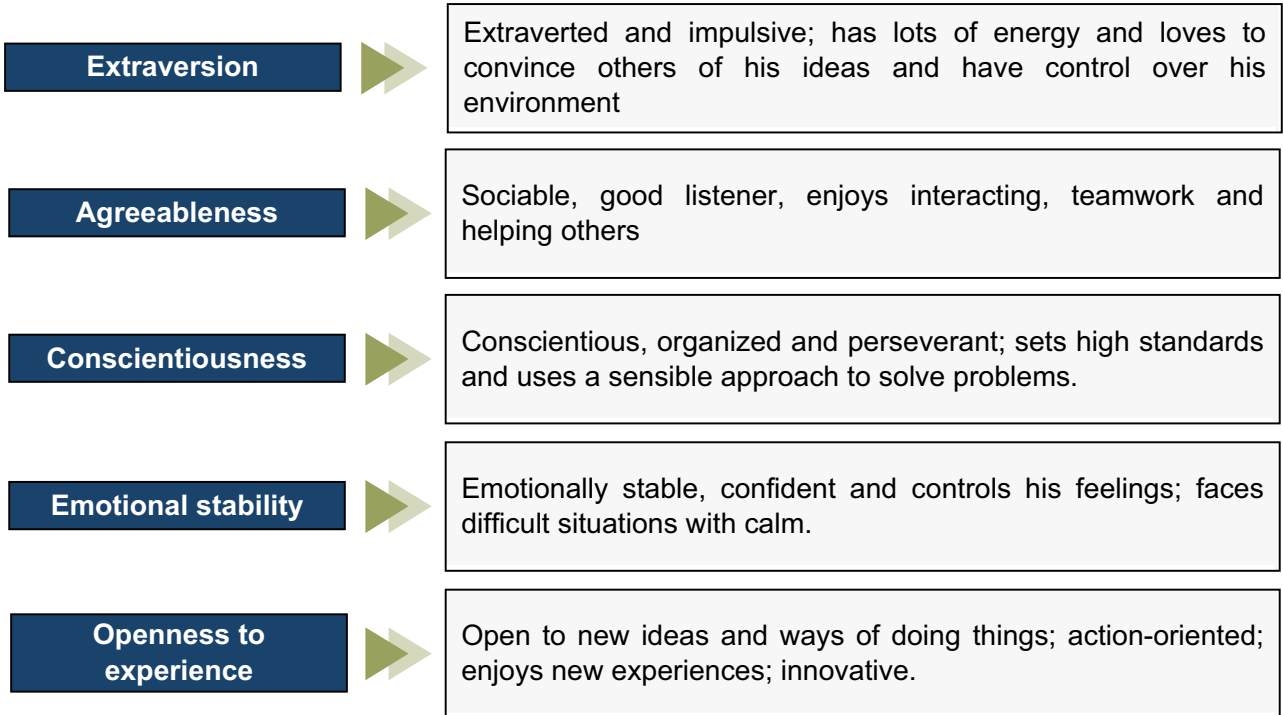 Extraversion
Extraverted and impulsive; has lots of energy and loves to
convince others of his ideas and have control over his
environment
Agreeableness
Sociable, good listener, enjoys interacting, teamwork and
helping others
Conscientiousness
Conscientious, organized and perseverant; sets high standards
and uses a sensible approach to solve problems.
Emotional stability
Emotionally stable, confident and controls his feelings; faces
difficult situations with calm.
Openness to
experience
Open to new ideas and ways of doing things; action-oriented;
enjoys new experiences; innovative.